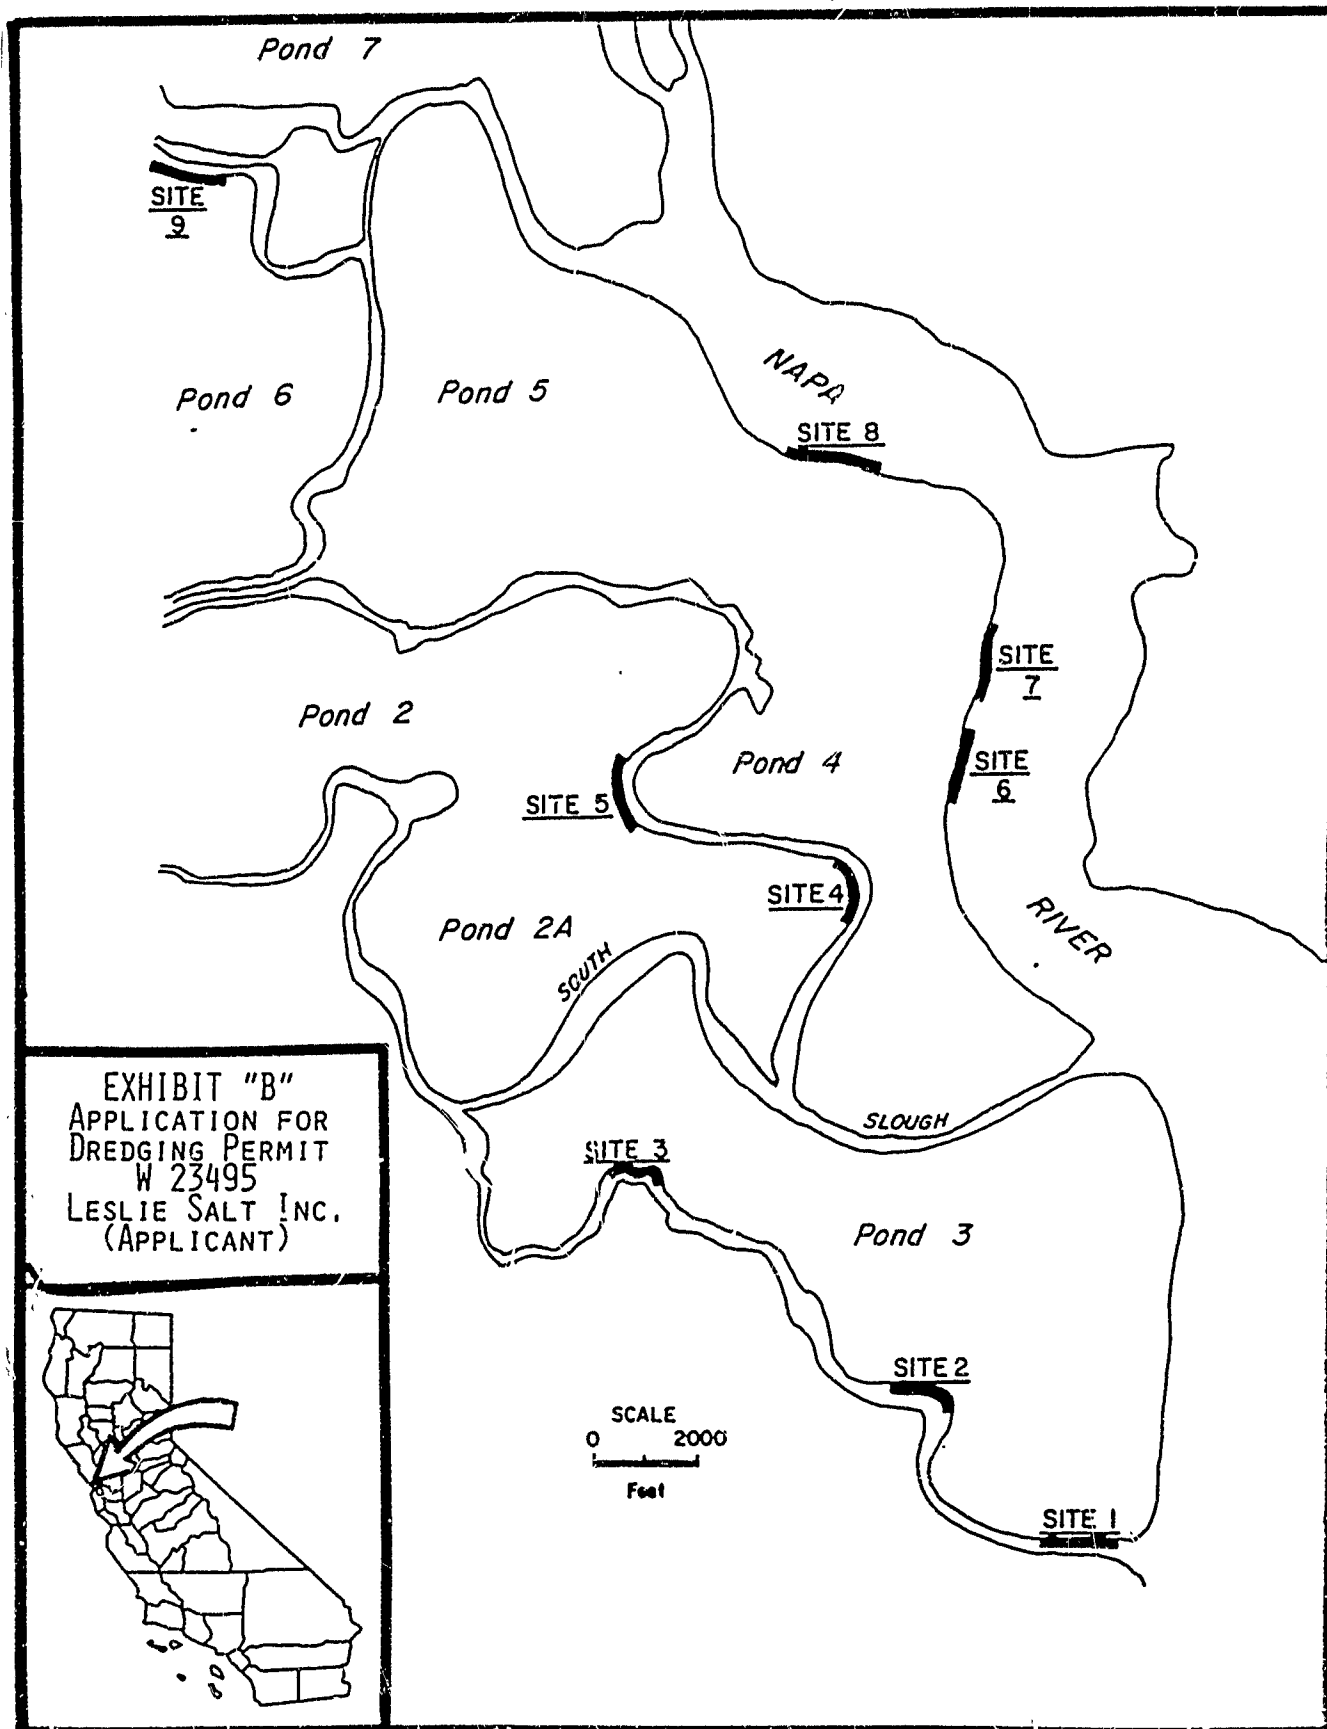 Pond 7
SITE
9
NAPA
Pond 6
Pond 5
SITE 8
SITE
7
Pond 2
Pond 4
SITE
6
SITE 5
SITE 4
Pond 2A
RIVER
SOUTH
EXHIBIT "B"
APPLICATION FOR
DREDGING PERMIT
W 23495
LESLIE SALT INC.
(APPLICANT)
SLOUGH
SITE 3
Pond 3
SITE 2
SCALE
0 2000
Feet
SITE 1